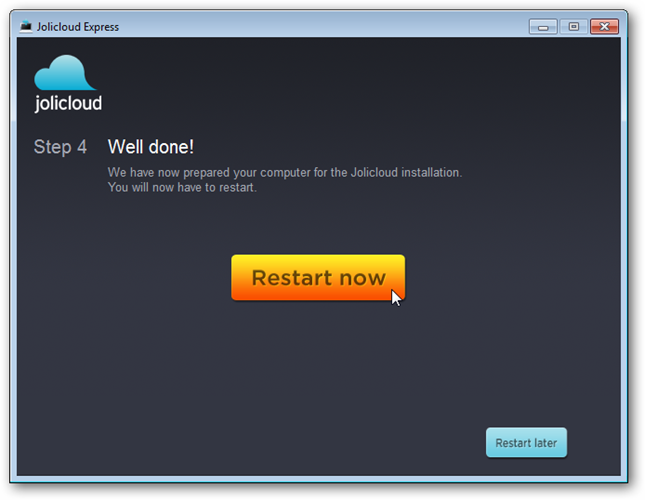 Jolicloud Express
jolicloud
Step 4 Well done!
We have now prepared your computer for the Jolicloud installation.
You will now have to restart.
Restart now
Restart later